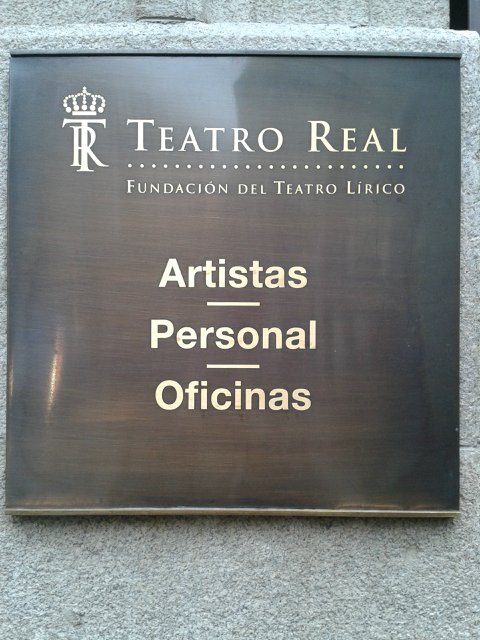 TR TEATRO REAL
FUNDACIÓN DEL TEATRO LÍRICO
Artistas
Personal
Oficinas